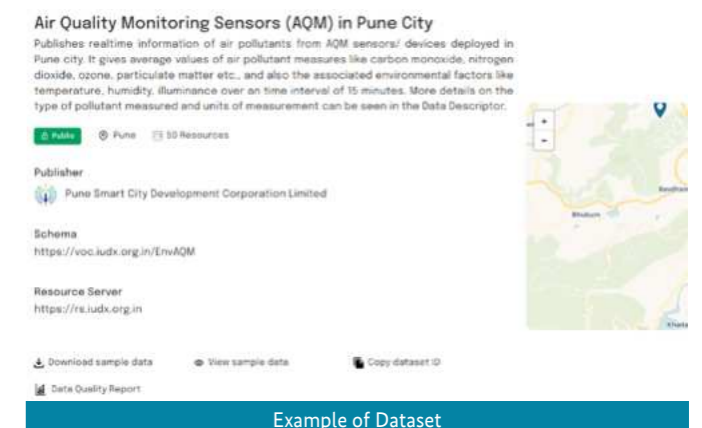 Air Quality Monitoring Sensors (AQM) in Pune City
Publishes realtime information of air pollutants from AQM sensors/ devices deployed in
Pune city. It gives average values of air pollutant measures like carbon monoxide, nitrogen
dioxide, ozone, particulate matter etc., and also the associated environmental factors like
temperature, humidity, illuminance over an time interval of 15 minutes. More details on the
type of pollutant measured and units of measurement can be seen in the Data Descriptor.
Public Pune 50 Resources
+
-
Publisher
Pune Smart City Development Corporation Limited
Bhukum
Schema
https://voc.iudx.org.in/EnvAQM
Resource Server
https://rs.iudx.org.in
Download sample data View sample data Copy dataset ID
Data Quality Report
Example of Dataset